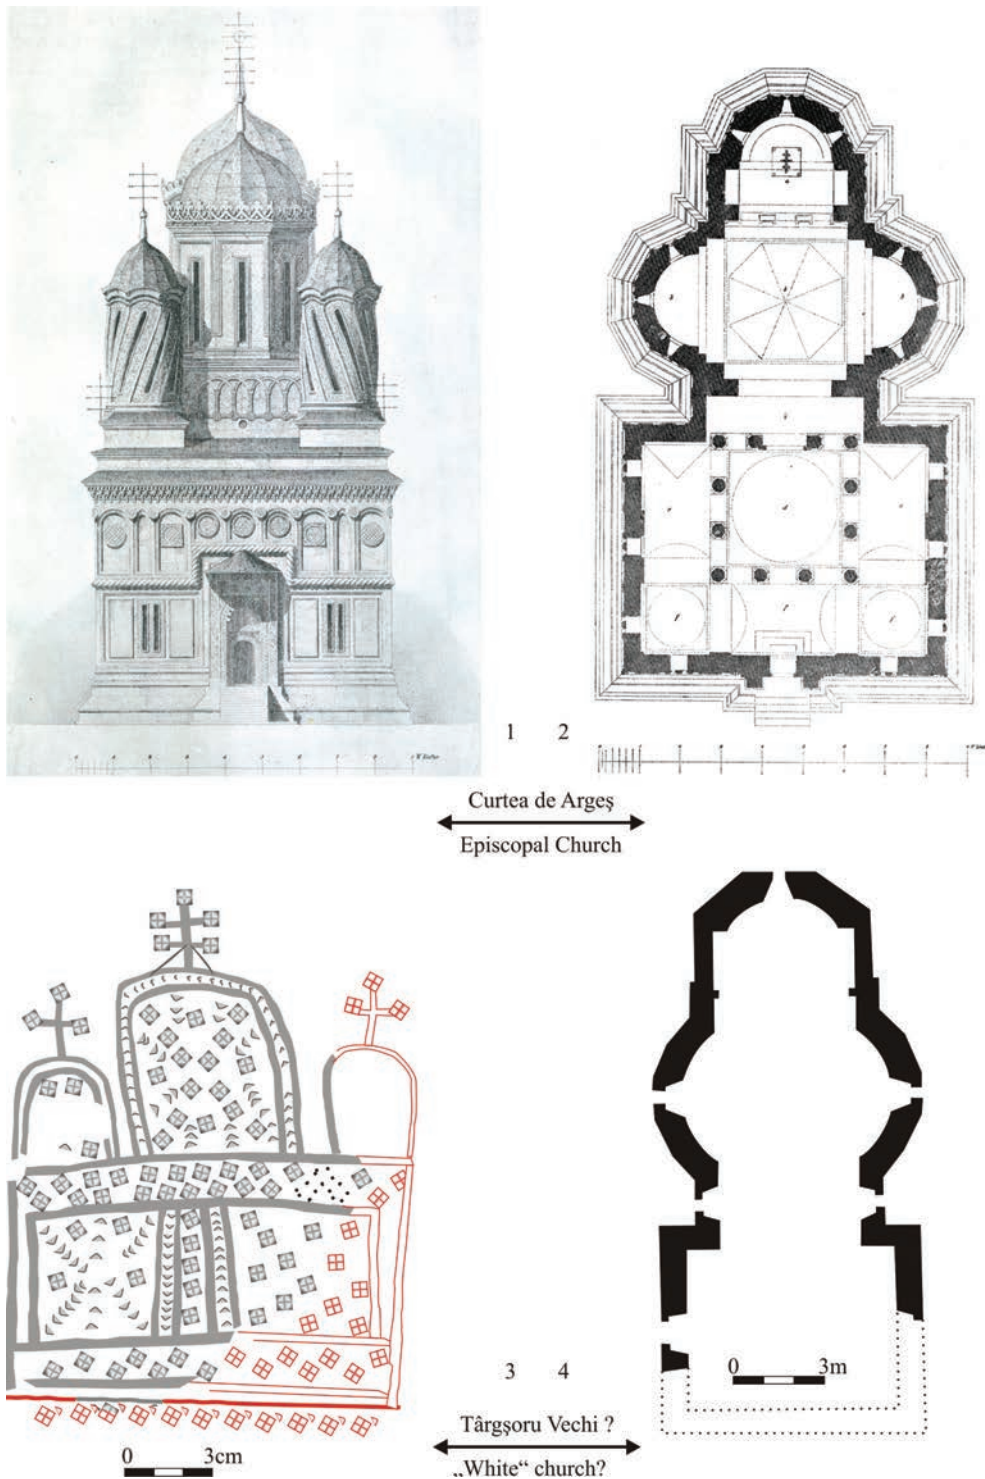 1 2
Curtea de Argeş
Episcopal Church
3 4
0 3m
Târgşoru Vechi ?
0 3cm
„White“ church?